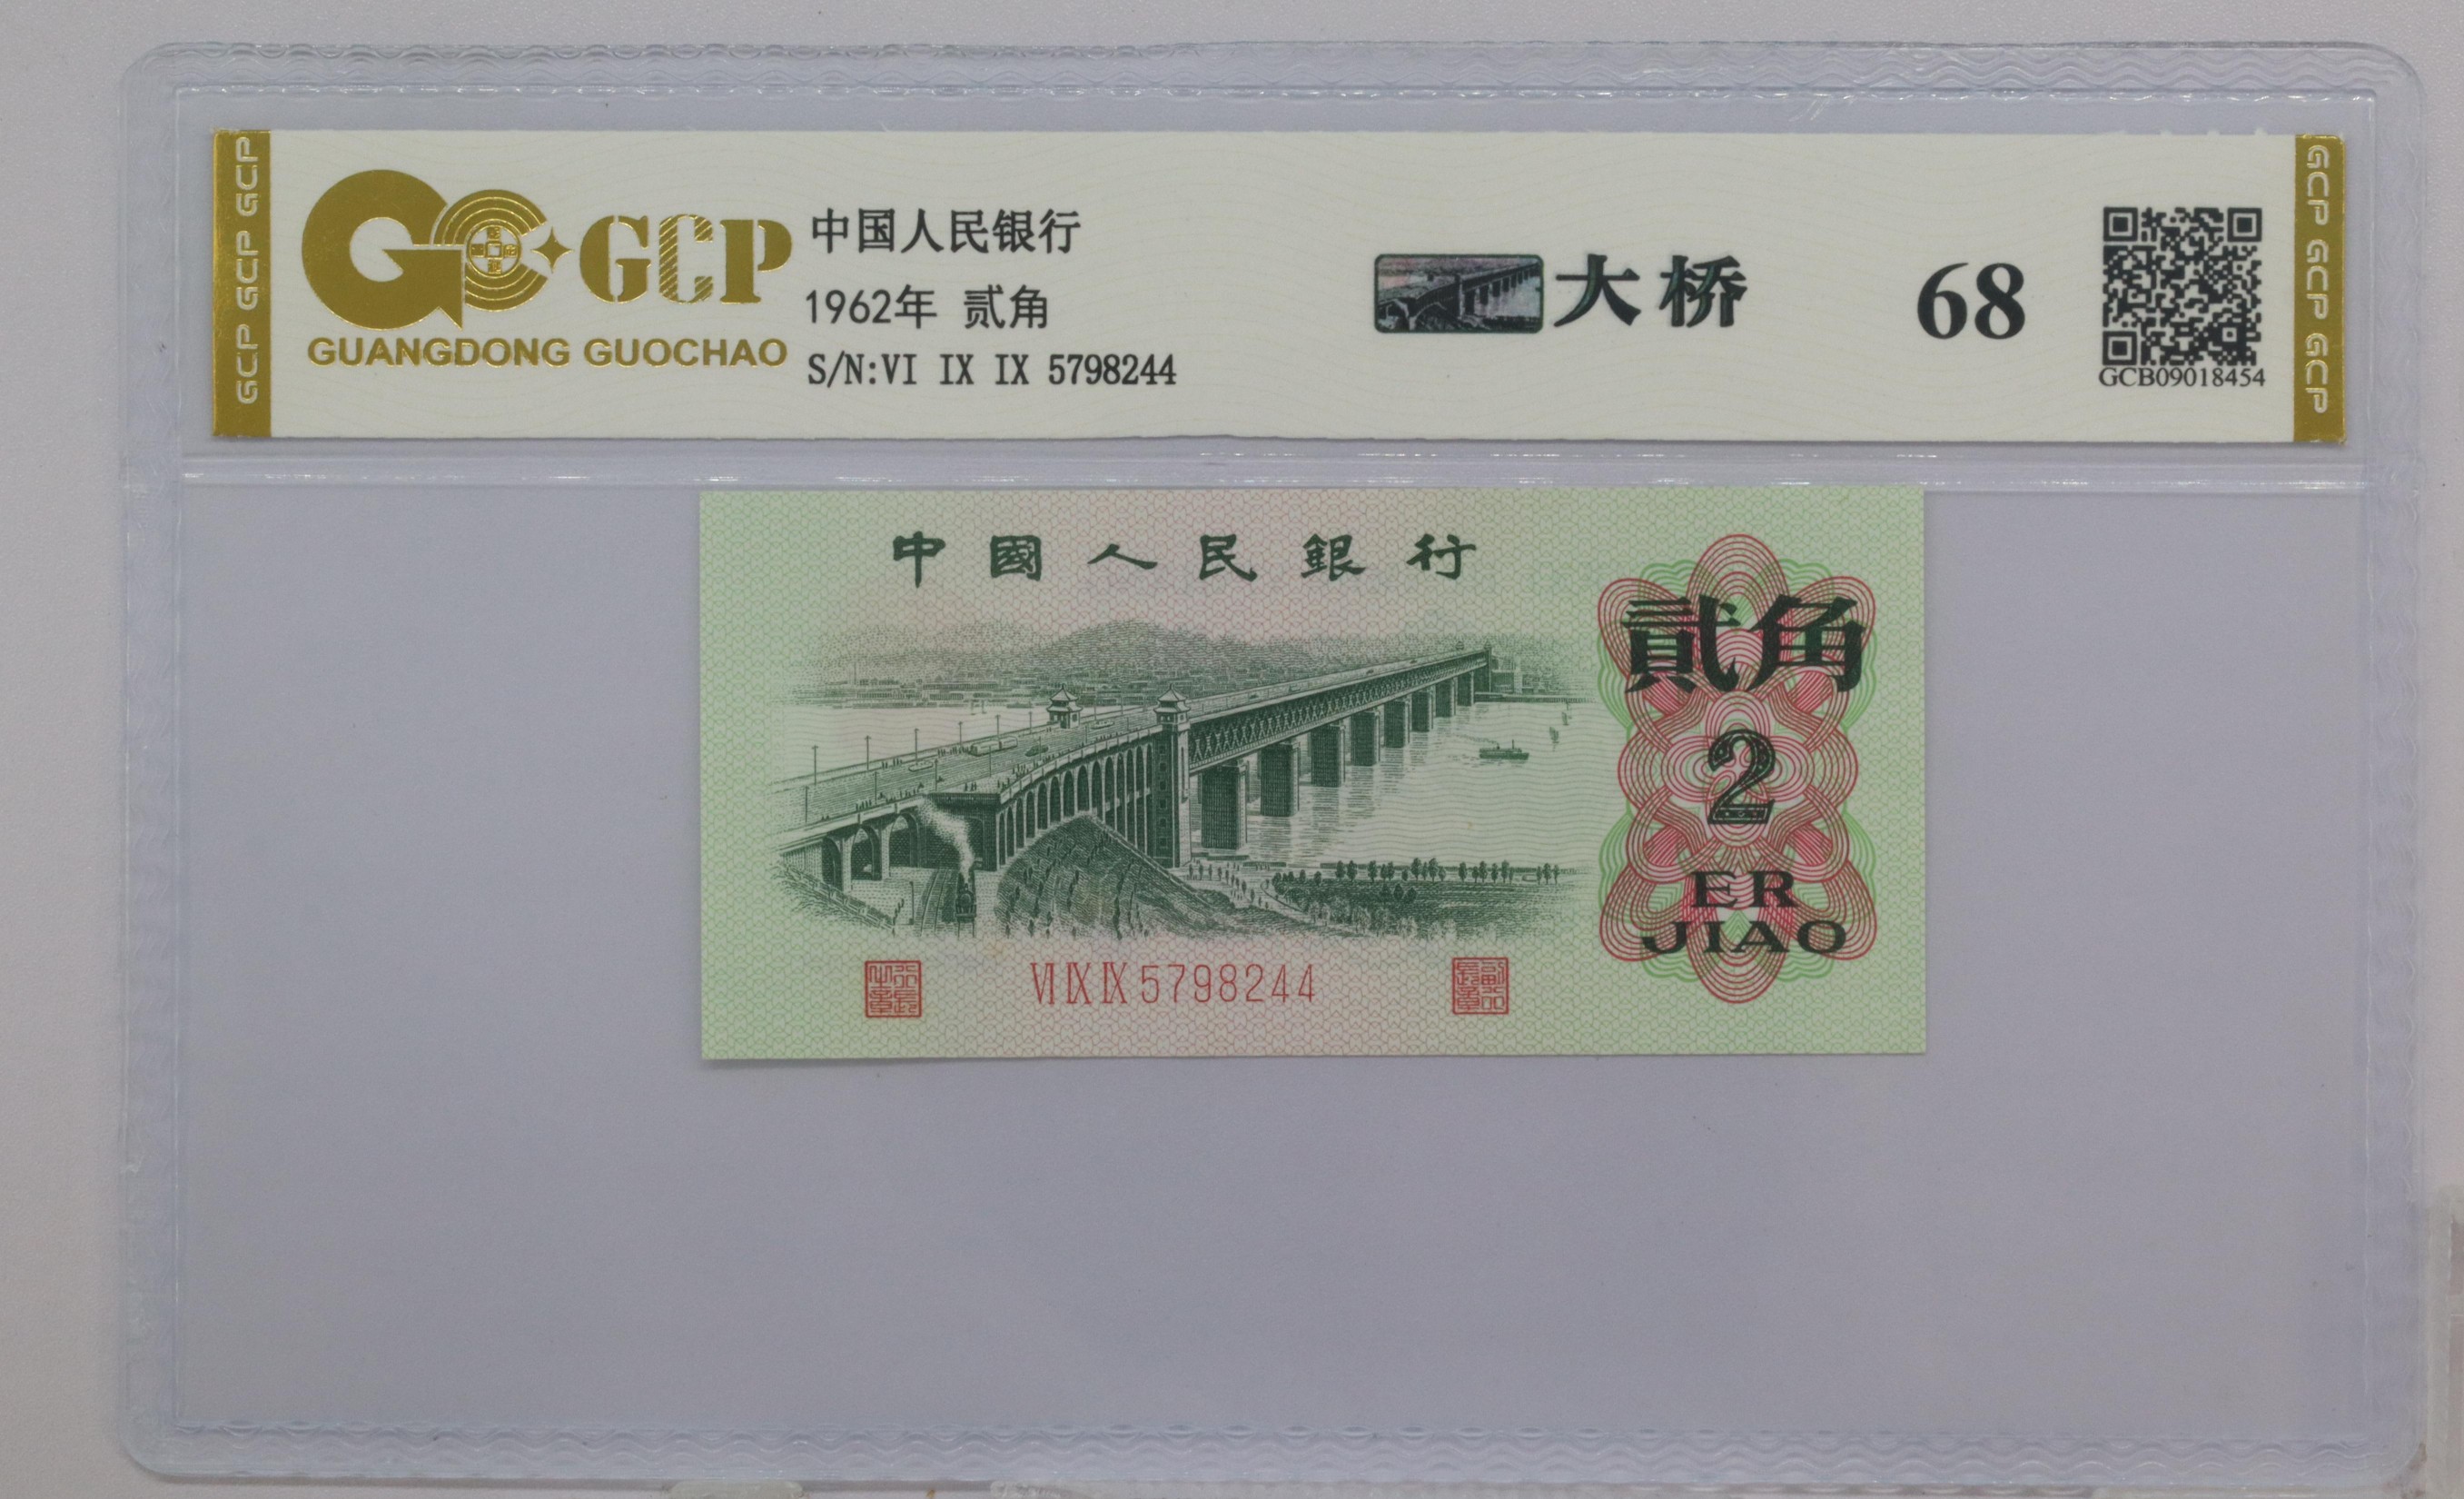 GCP GCP GCP
GCP
GUANGDONG GUOCHAO
中国人民银行
1962年 贰角
S/N:VI IX IX 5798244
大桥
68
GCB09018454
GCP GCP GCP
中國人民銀行
貳角
2
ER
JIAO
VI IX IX 5798244